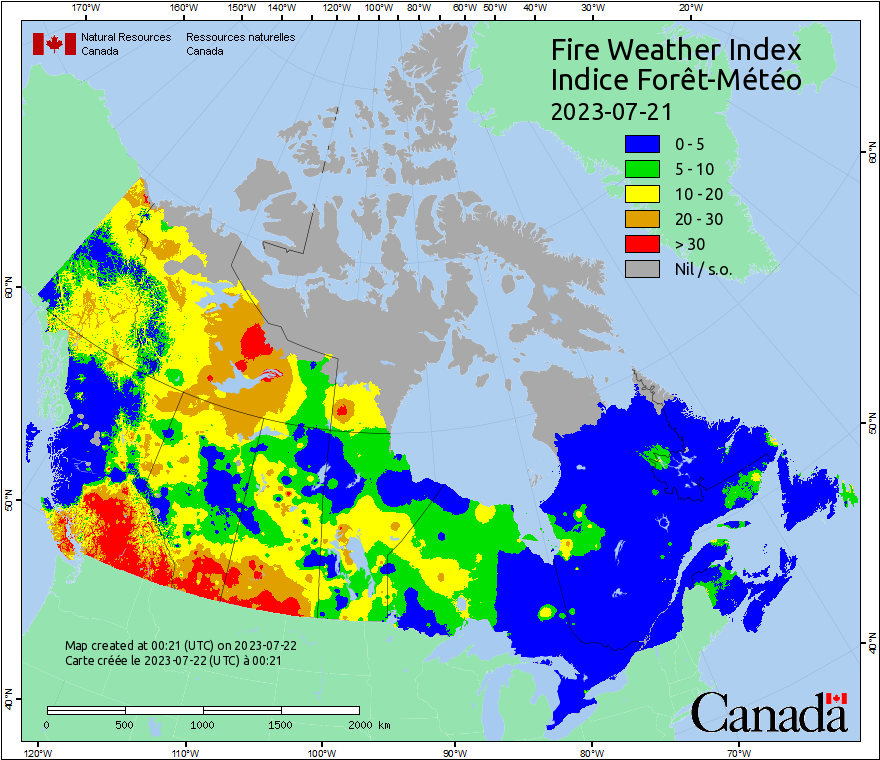 170°W 160°W 150°W 140°W 120°W 100°W 80°W 60°W 50°W 40°W 30°W 20°W
Natural Resources Ressources naturelles
Canada Canada
Fire Weather Index
Indice Forêt-Météo
2023-07-21
0 - 5
5 - 10
10 - 20
20 - 30
> 30
Nil / s.o.
60°N
60°N
50°N
50°N
40°N
40°N
Map created at 00:21 (UTC) on 2023-07-22
Carte créée le 2023-07-22 (UTC) à 00:21
0 500 1000 1500 2000 km
Canada
120°W 110°W 100°W 90°W 80°W 70°W